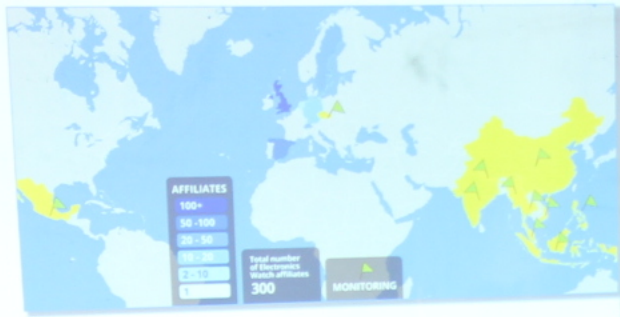 AFFILIATES
100+
50 -100
20 - 50
10 - 20
2 - 10
1
Total number
of Electronics
Watch affiliates
300
MONITORING